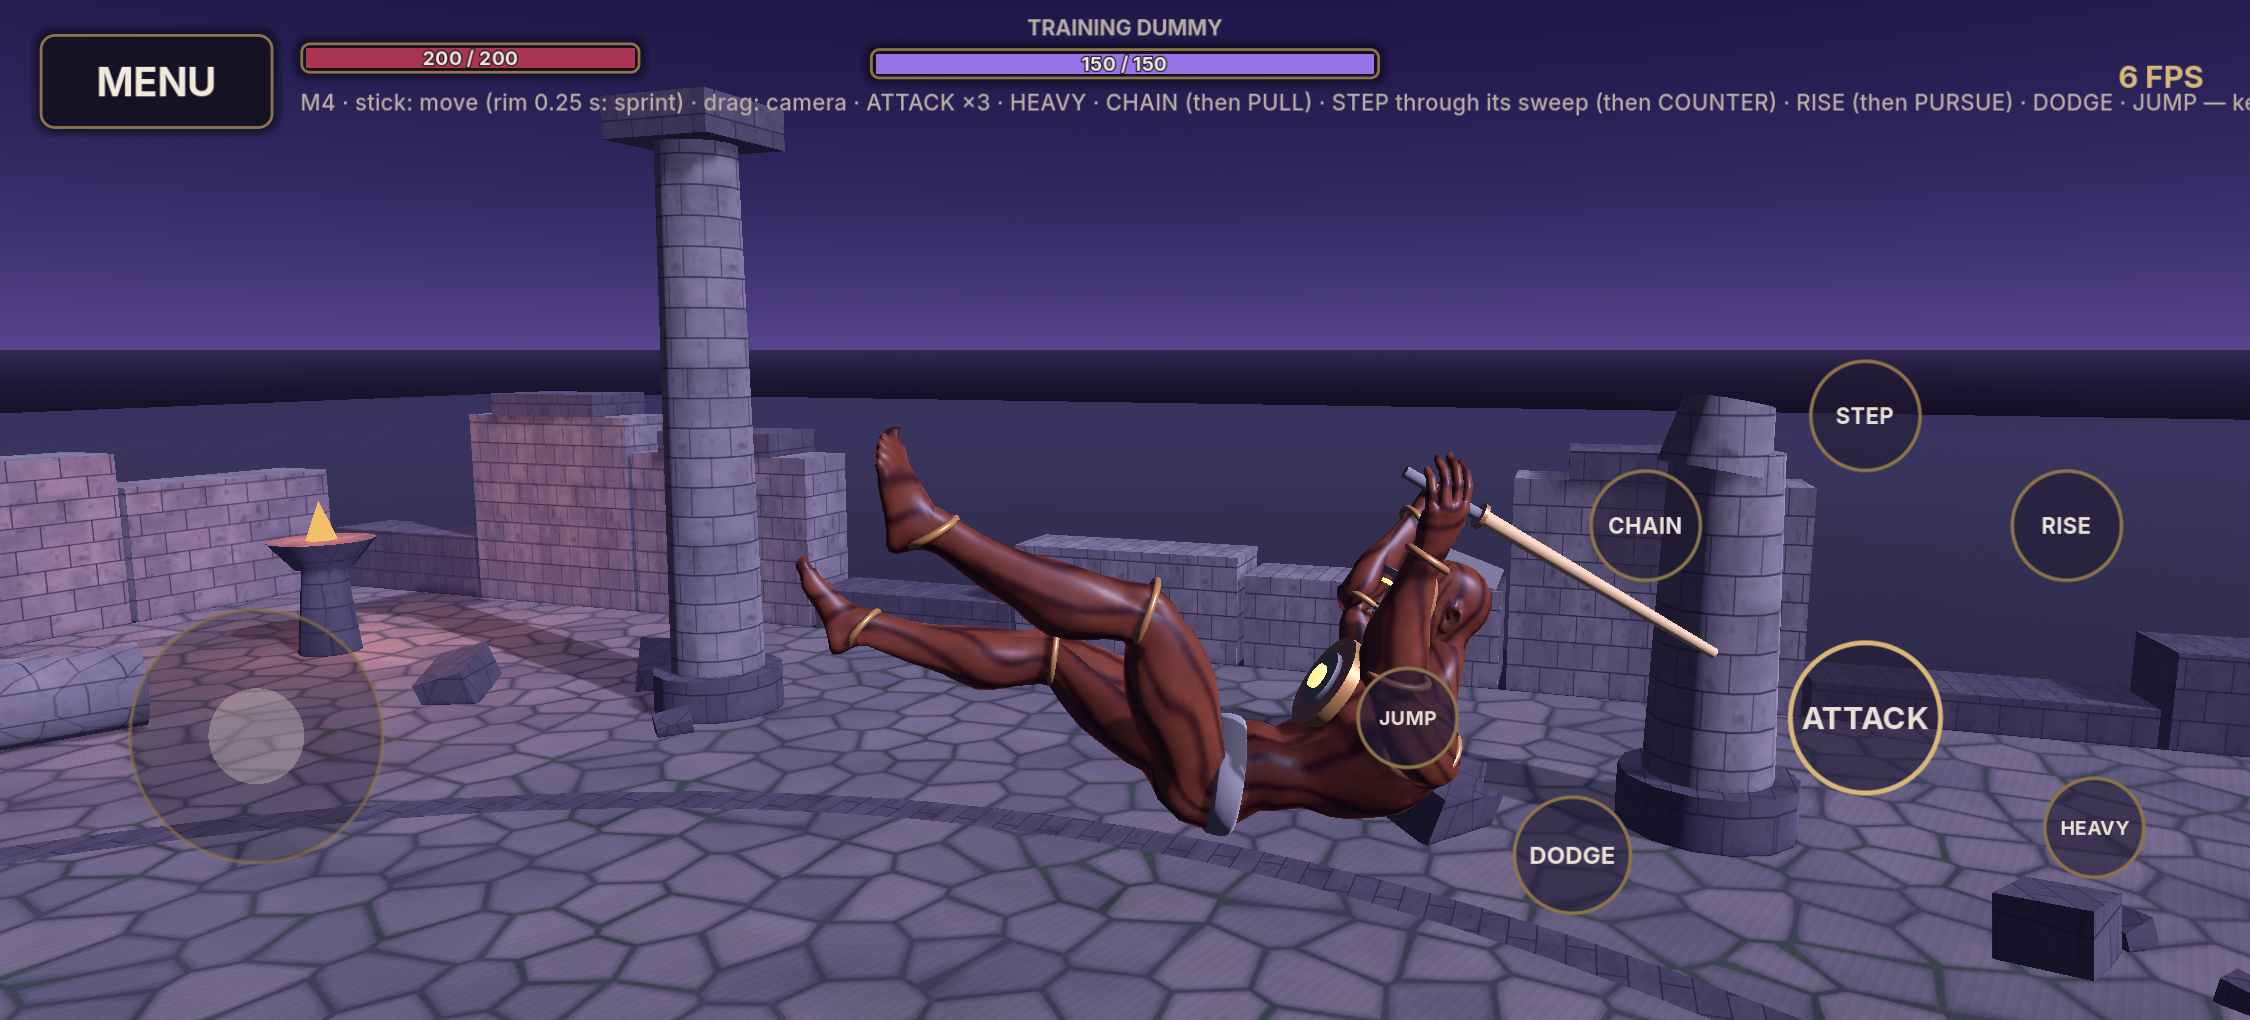 TRAINING DUMMY
MENU
200 / 200
150 / 150
6 FPS
M4 · stick: move (rim 0.25 s: sprint) · drag: camera · ATTACK ×3 · HEAVY · CHAIN (then PULL) · STEP through its sweep (then COUNTER) · RISE (then PURSUE) · DODGE · JUMP —
STEP
CHAIN
RISE
JUMP
ATTACK
HEAVY
DODGE